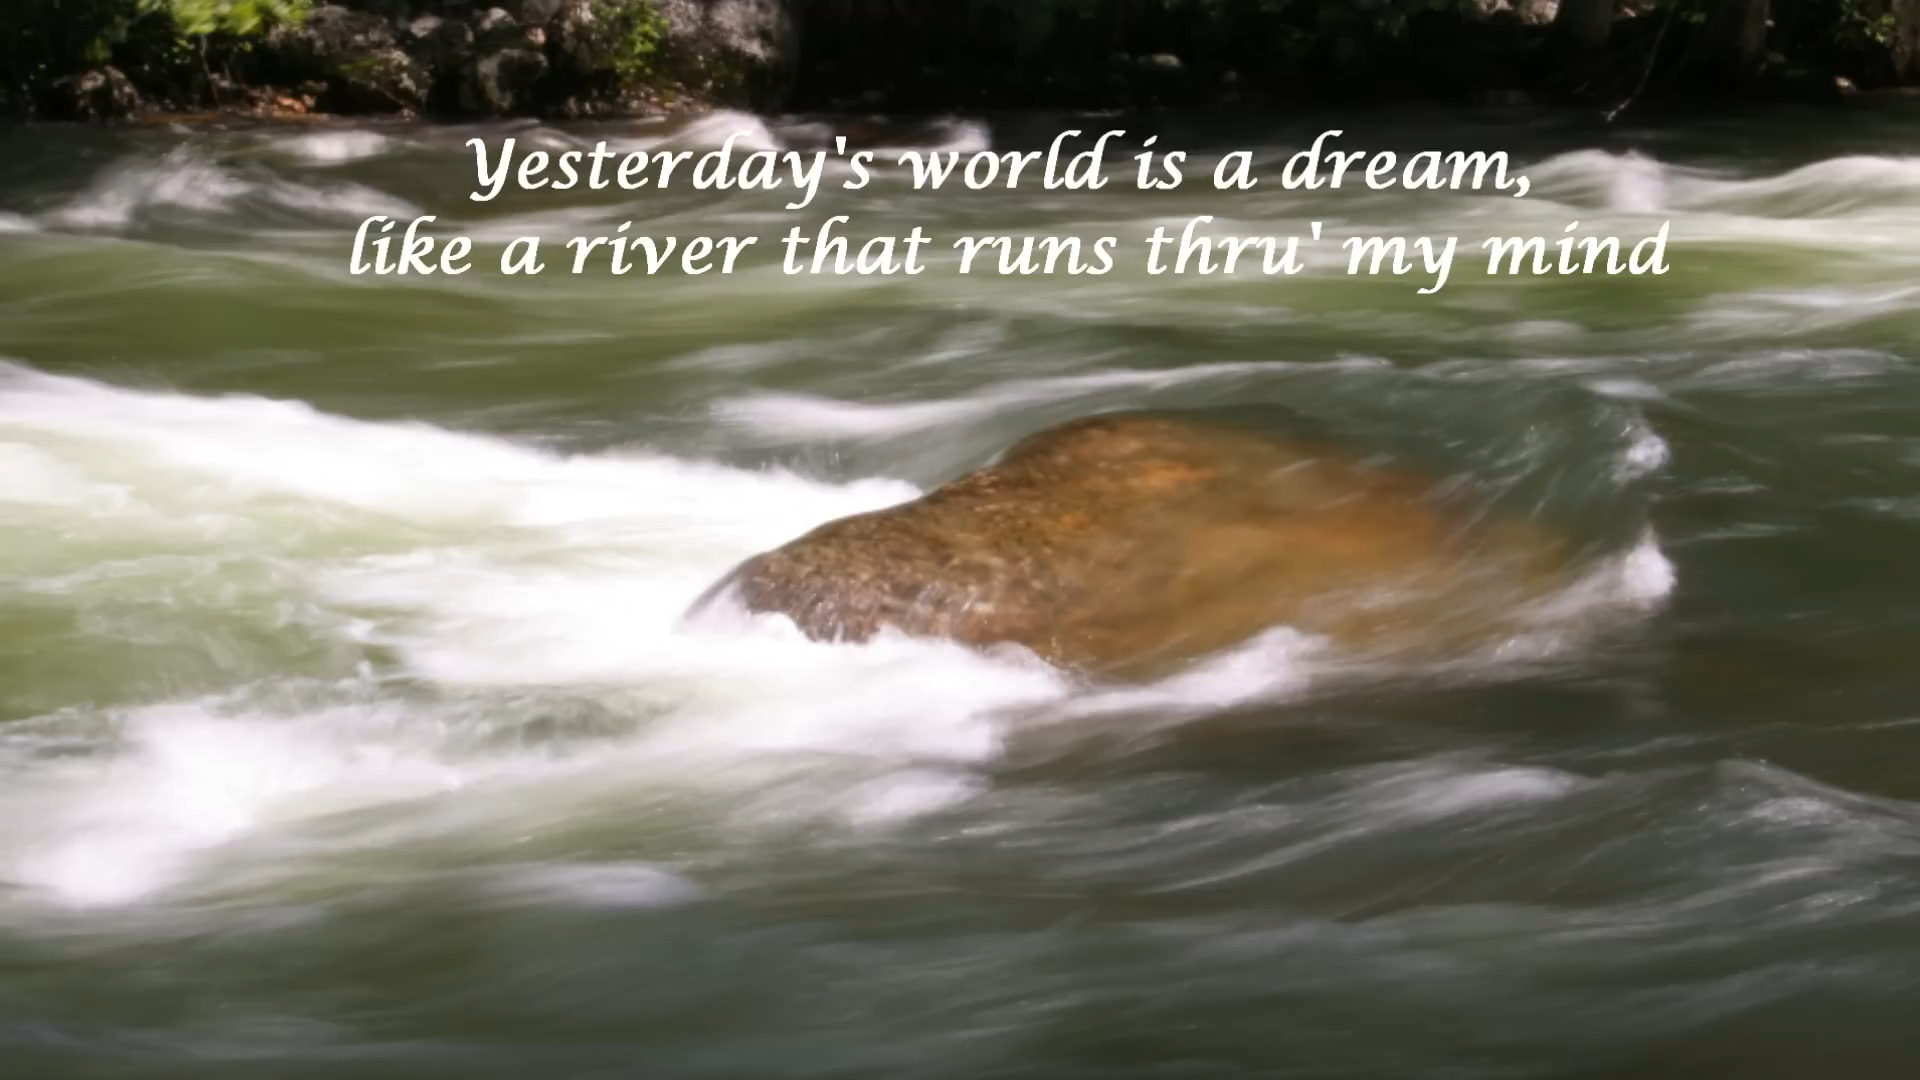 Yesterday's world is a dream,
like a river that runs thru' my mind